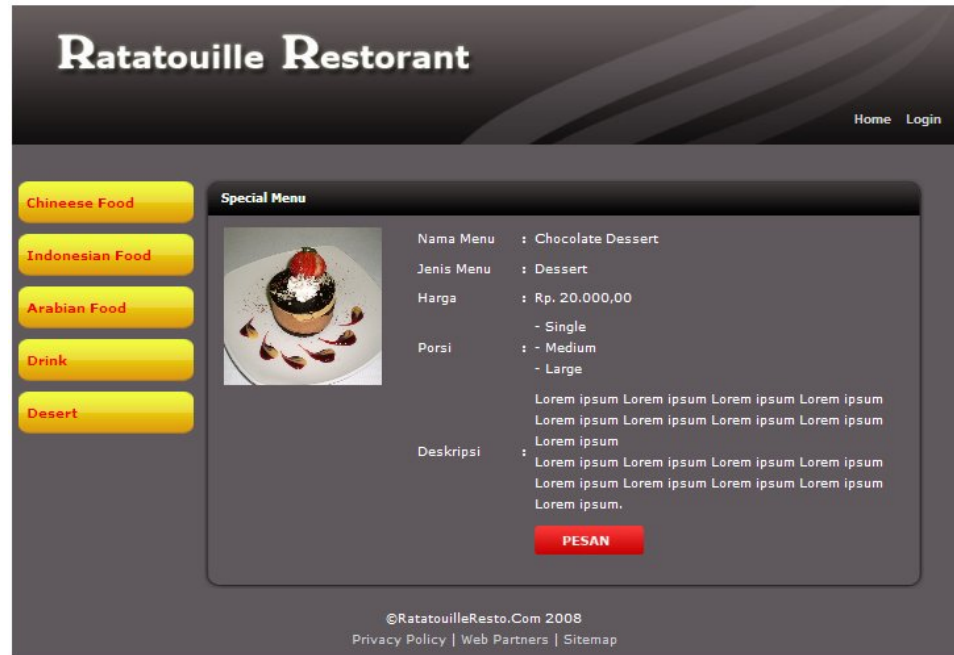 Ratatouille Restorant
Home Login
Chineese Food
Indonesian Food
Arabian Food
Drink
Desert
Special Menu
Nama Menu : Chocolate Dessert
Jenis Menu : Dessert
Harga : Rp. 20.000,00
Porsi :
- Single
- Medium
- Large
Deskripsi :
Lorem ipsum Lorem ipsum Lorem ipsum Lorem ipsum
Lorem ipsum Lorem ipsum Lorem ipsum Lorem ipsum
Lorem ipsum
Lorem ipsum Lorem ipsum Lorem ipsum Lorem ipsum
Lorem ipsum Lorem ipsum Lorem ipsum Lorem ipsum
Lorem ipsum.
PESAN
©RatatouilleResto.Com 2008
Privacy Policy | Web Partners | Sitemap